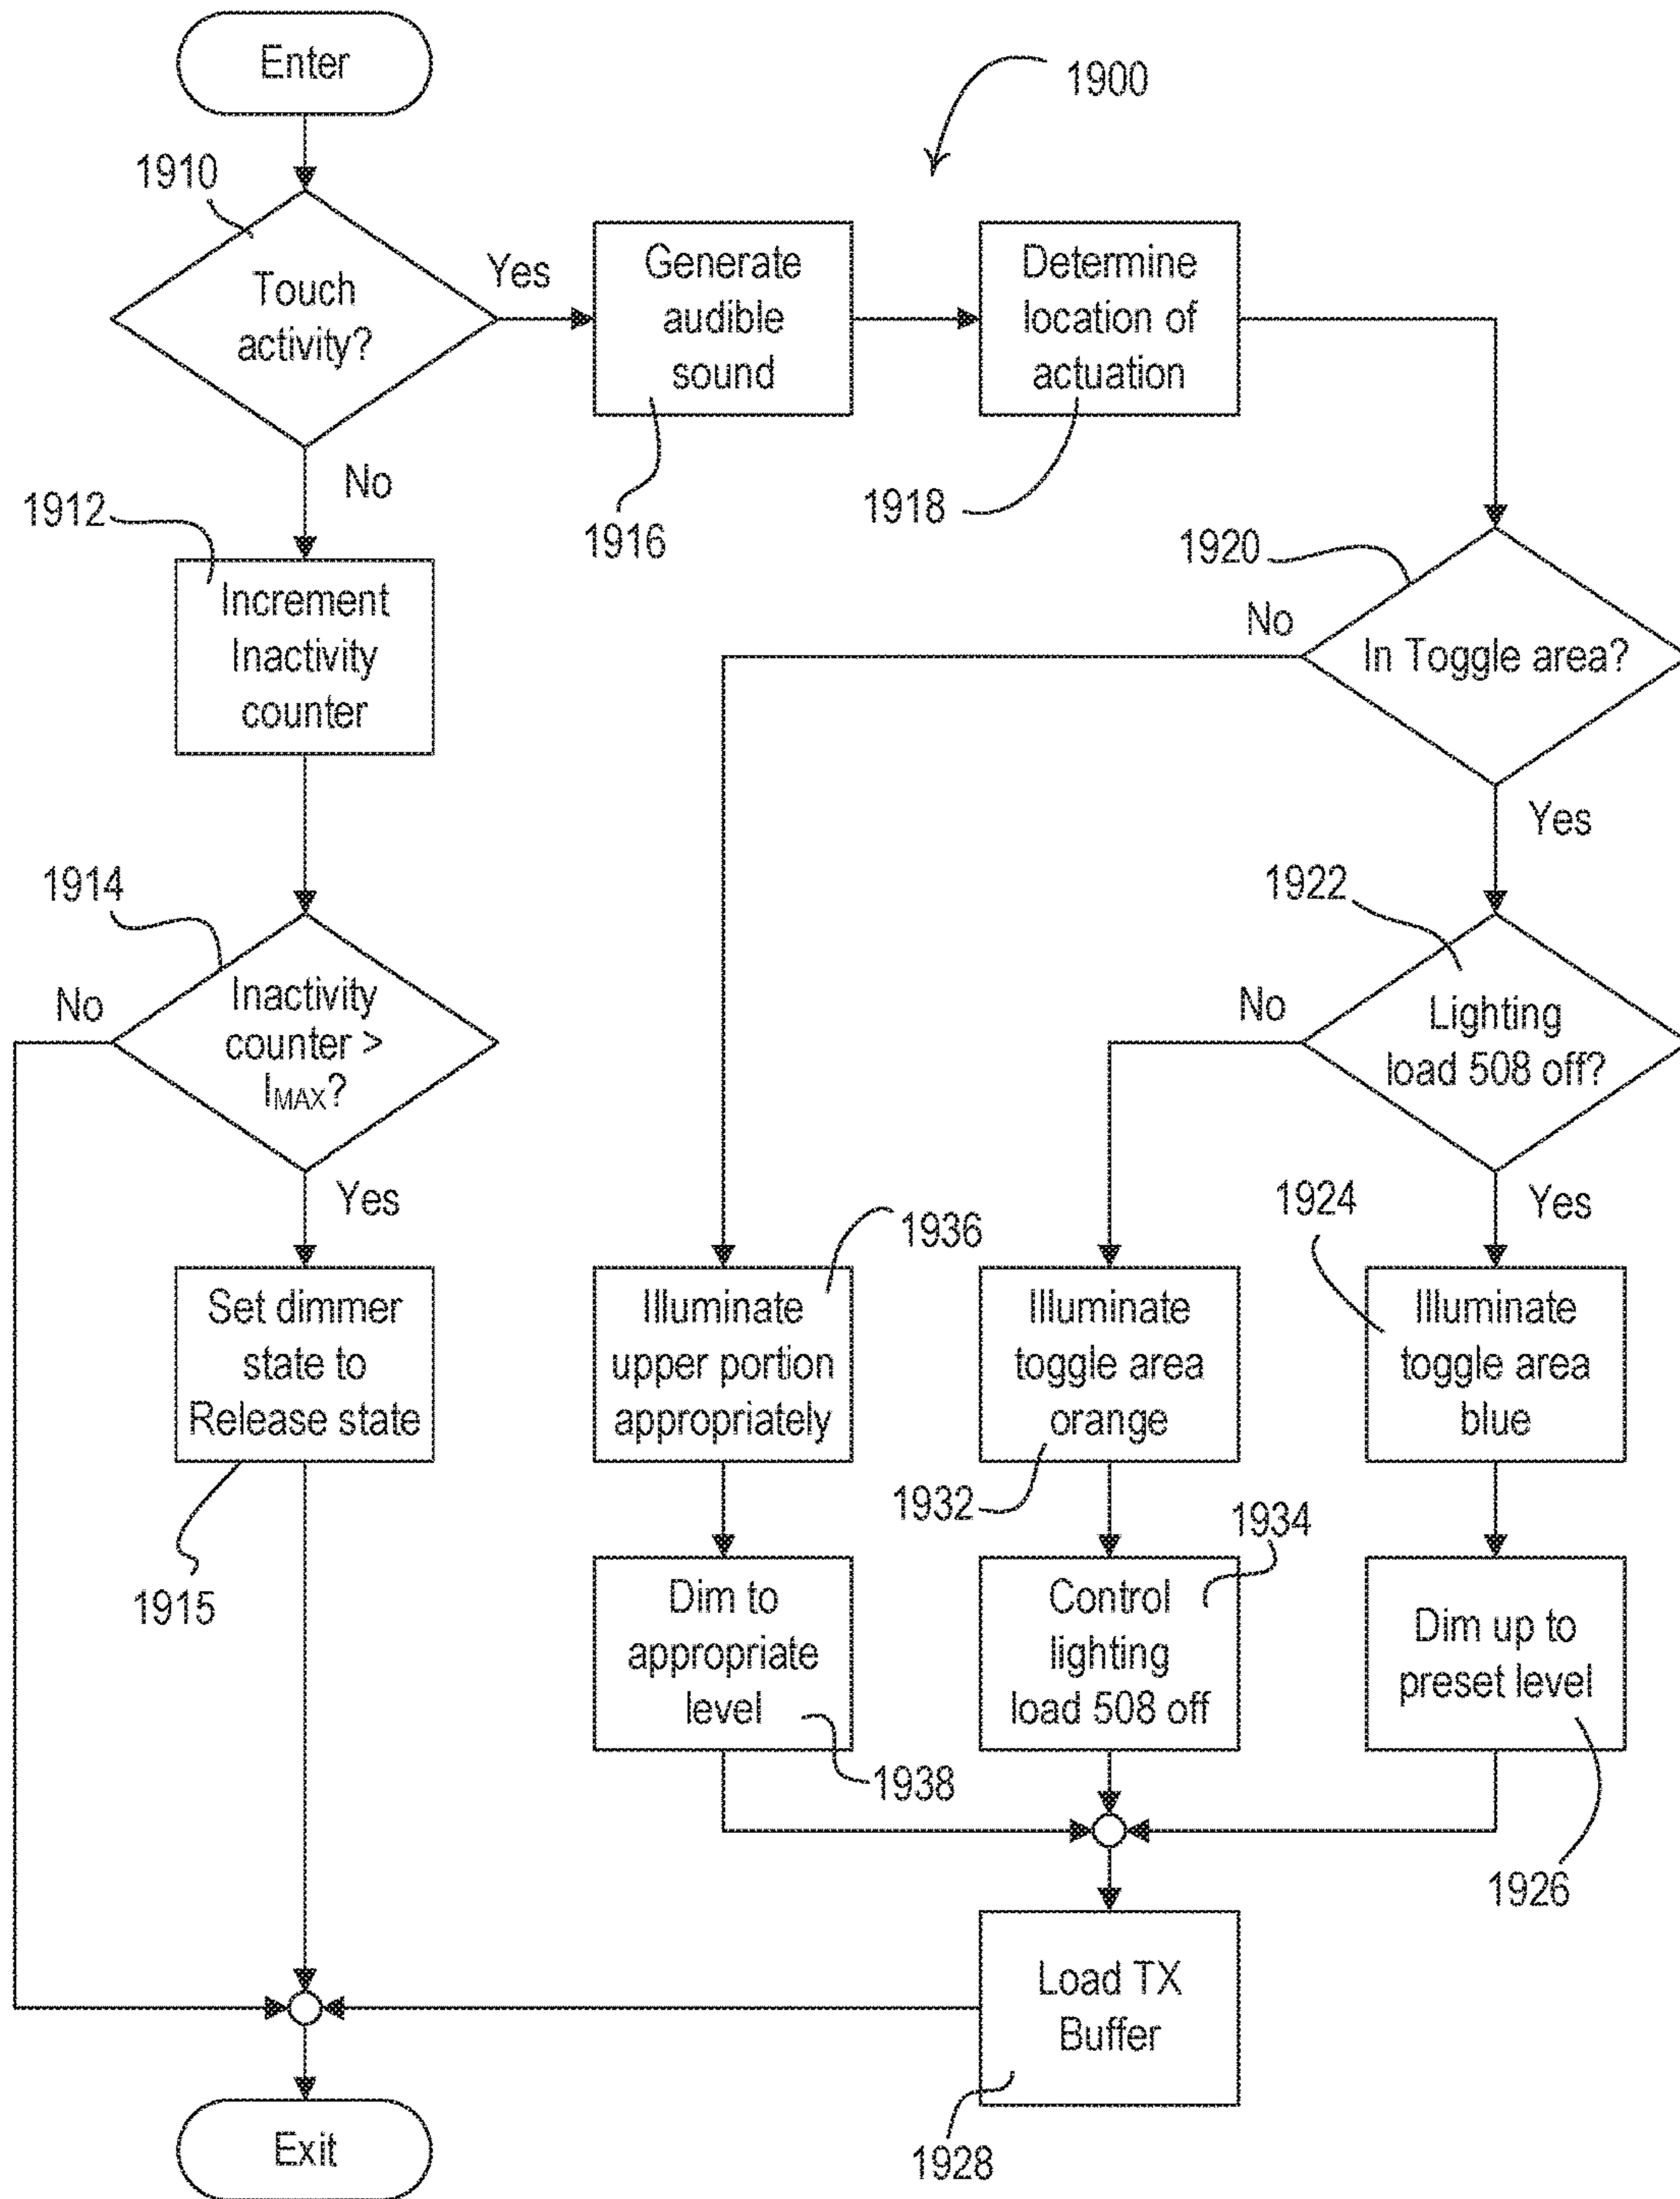 Enter
1900
1910
Touch
activity?
Yes
Generate
audible
sound
Determine
location of
actuation
No
1916
1918
1912
Increment
Inactivity
counter
1920
No
In Toggle area?
Yes
1914
No
Inactivity
counter >
IMAX?
Yes
1922
No
Lighting
load 508 off?
Yes
1924
1936
Set dimmer
state to
Release state
1915
Illuminate
upper portion
appropriately
Illuminate
toggle area
orange
1932
Illuminate
toggle area
blue
1934
Dim to
appropriate
level
1938
Control
lighting
load 508 off
Dim up to
preset level
1926
Load TX
Buffer
1928
Exit